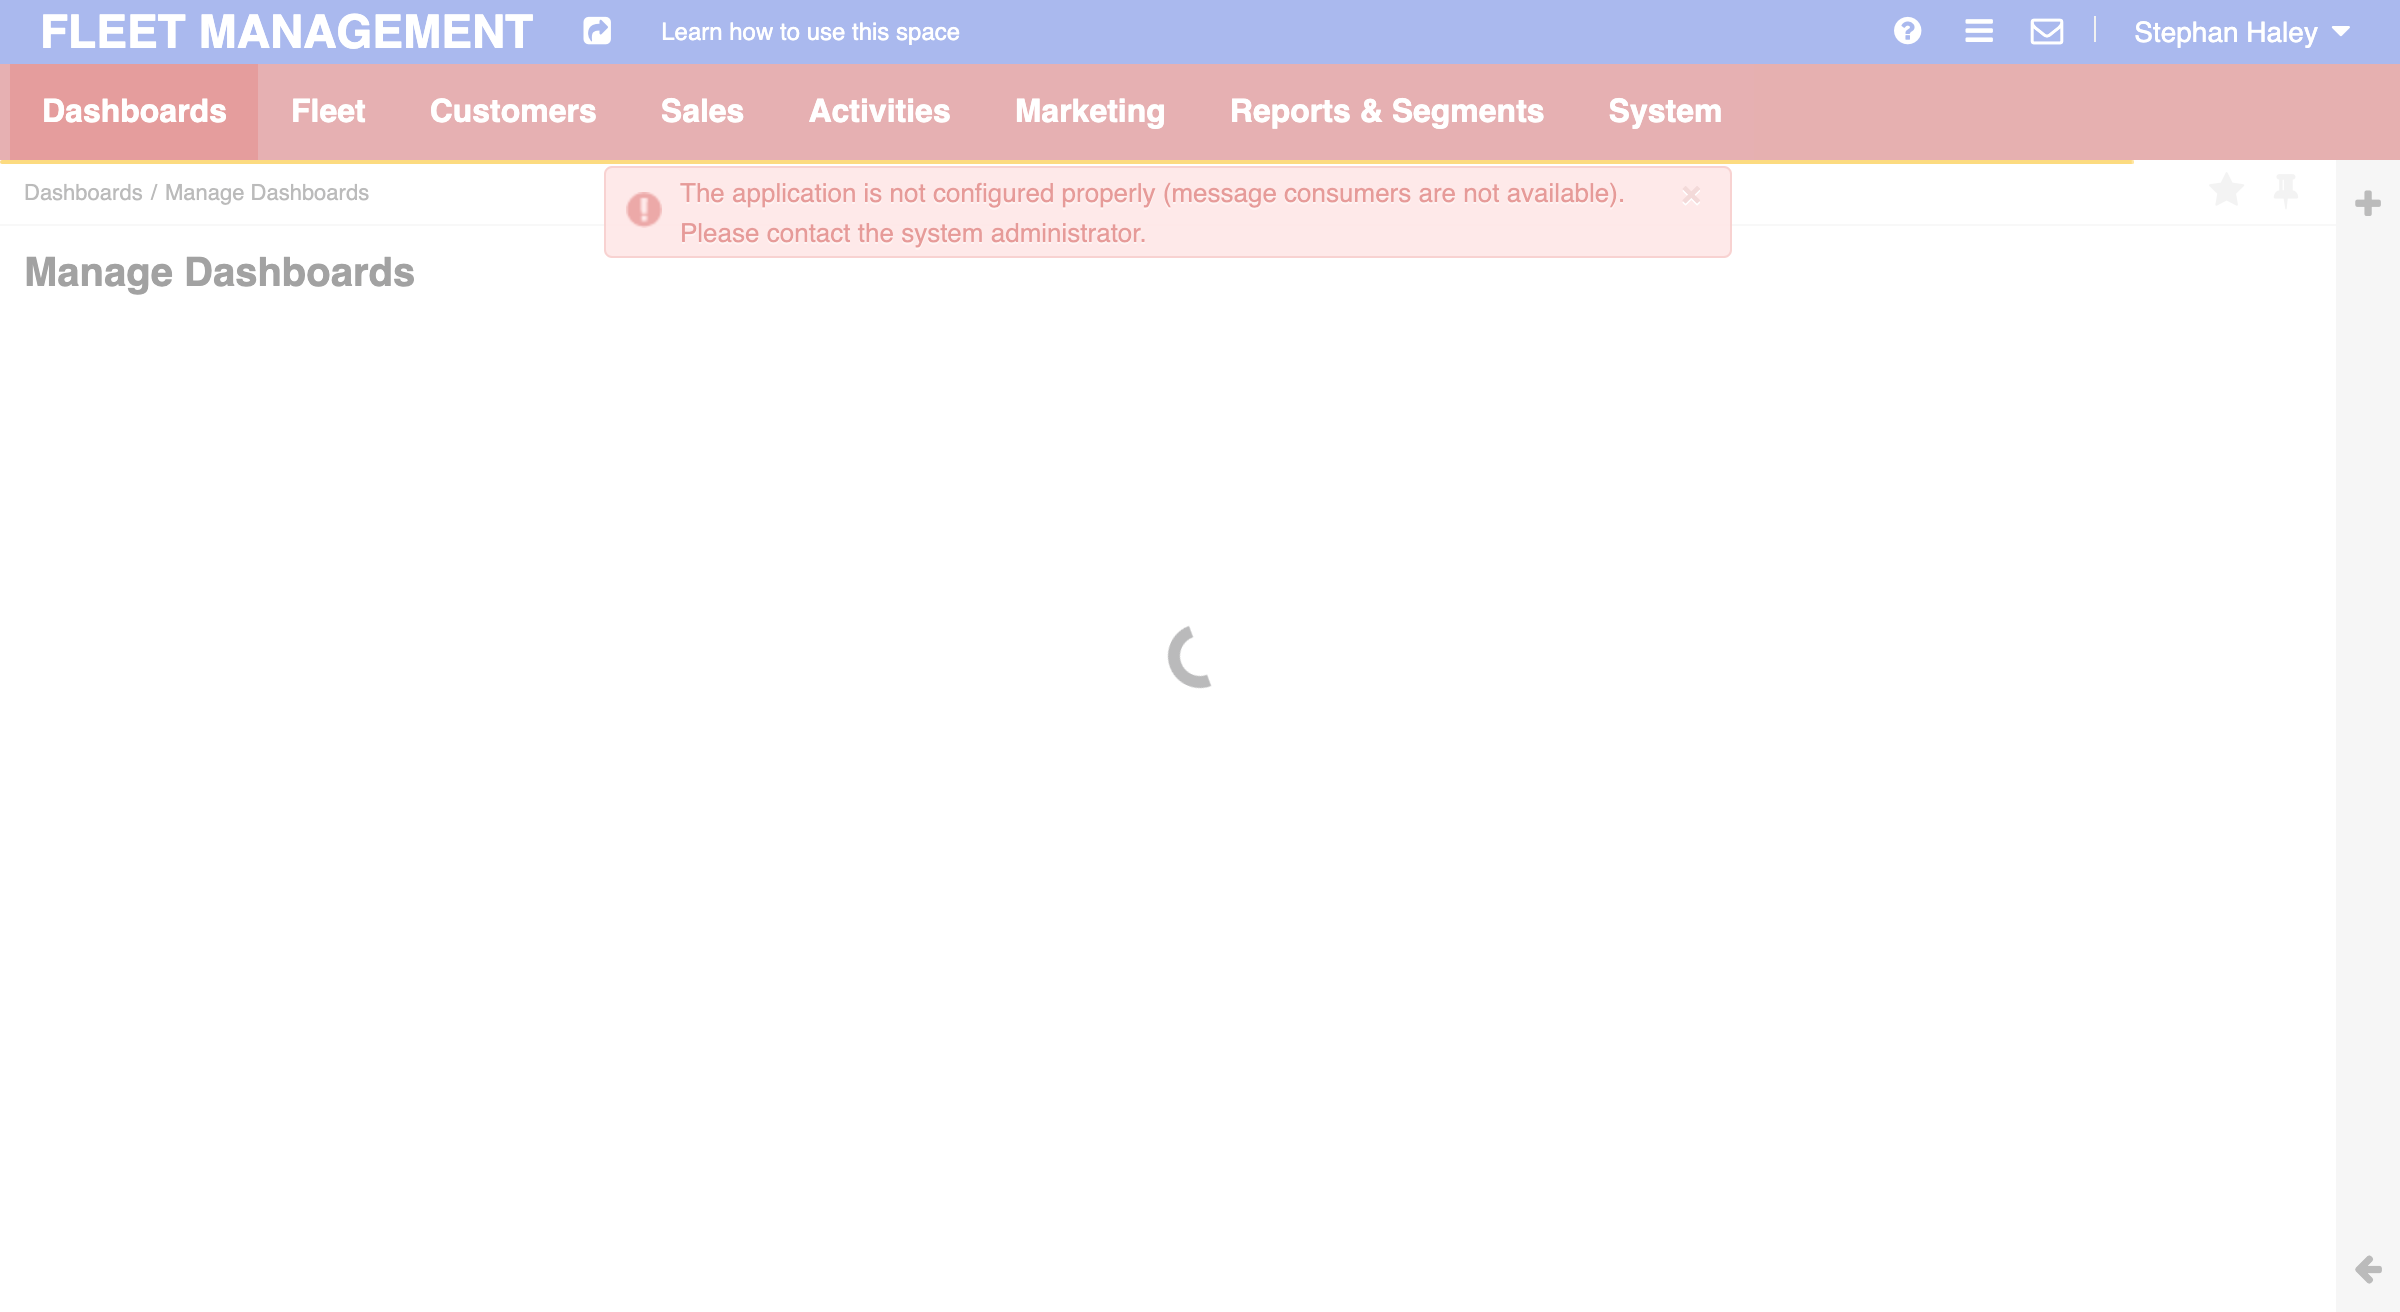 FLEET MANAGEMENT
Learn how to use this space
Stephan Haley
Dashboards
Fleet
Customers
Sales
Activities
Marketing
Reports & Segments
System
Dashboards / Manage Dashboards
The application is not configured properly (message consumers are not available).
Please contact the system administrator.
Manage Dashboards